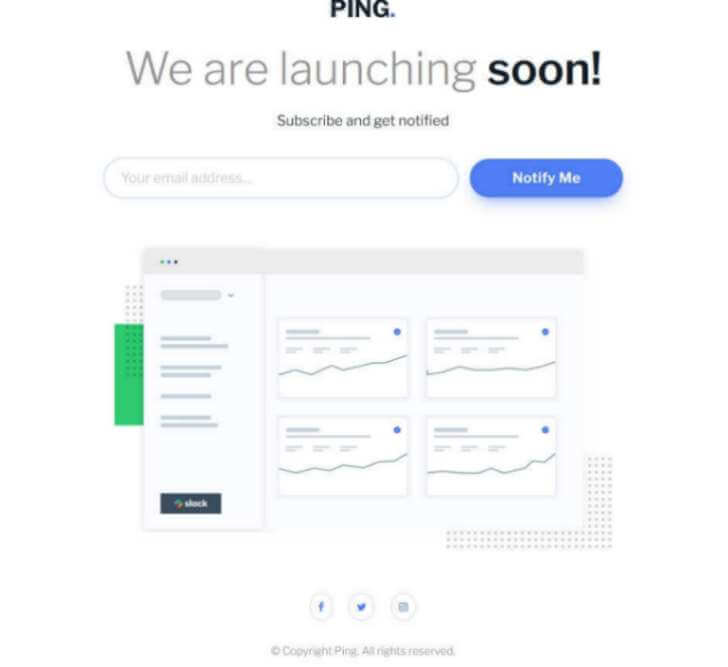 PING.
We are launching soon!
Subscribe and get notified
Your email address...
Notify Me
slack
© Copyright Ping. All rights reserved.